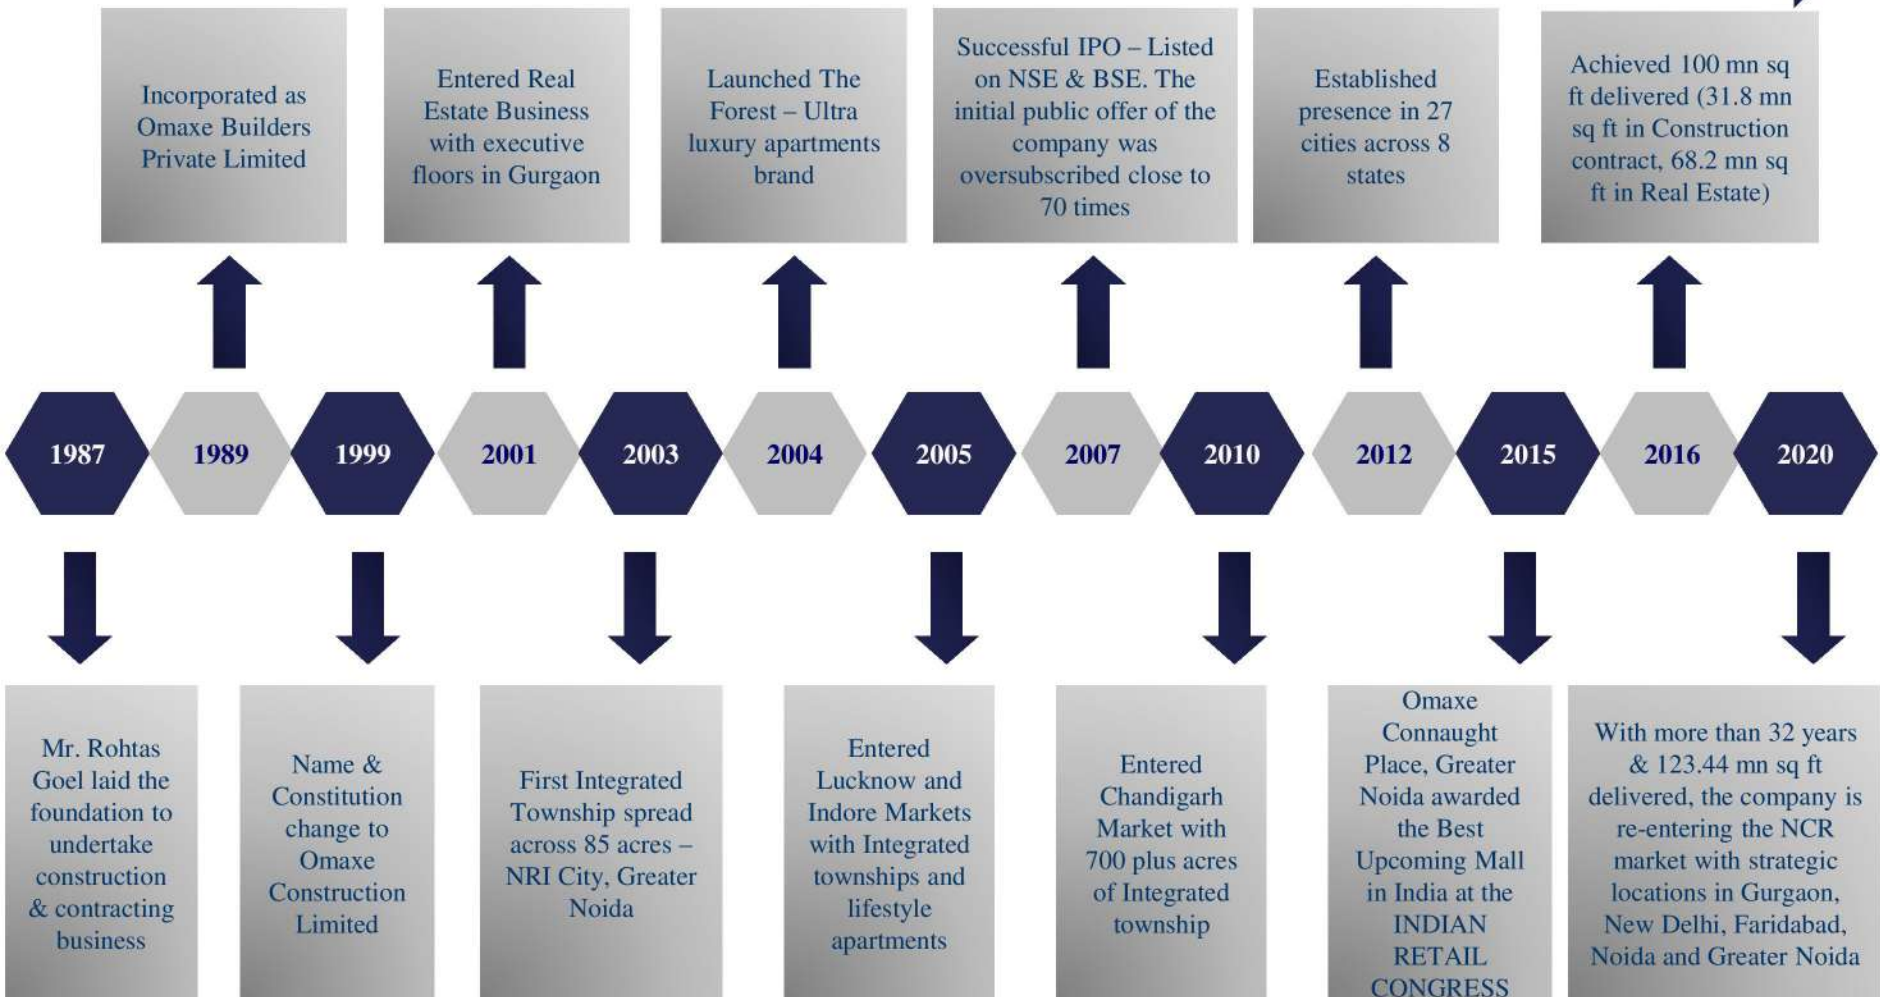 Incorporated as
Omaxe Builders
Private Limited
Entered Real
Estate Business
with executive
floors in Gurgaon
Launched The
Forest – Ultra
luxury apartments
brand
Successful IPO – Listed
on NSE & BSE. The
initial public offer of the
company was
oversubscribed close to
70 times
Established
presence in 27
cities across 8
states
Achieved 100 mn sq
ft delivered (31.8 mn
sq ft in Construction
contract, 68.2 mn sq
ft in Real Estate)
1987
1989
1999
2001
2003
2004
2005
2007
2010
2012
2015
2016
2020
Mr. Rohtas
Goel laid the
foundation to
undertake
construction
& contracting
business
Name &
Constitution
change to
Omaxe
Construction
Limited
First Integrated
Township spread
across 85 acres –
NRI City, Greater
Noida
Entered
Lucknow and
Indore Markets
with Integrated
townships and
lifestyle
apartments
Entered
Chandigarh
Market with
700 plus acres
of Integrated
township
Omaxe
Connaught
Place, Greater
Noida awarded
the Best
Upcoming Mall
in India at the
INDIAN
RETAIL
CONGRESS
With more than 32 years
& 123.44 mn sq ft
delivered, the company is
re-entering the NCR
market with strategic
locations in Gurgaon,
New Delhi, Faridabad,
Noida and Greater Noida